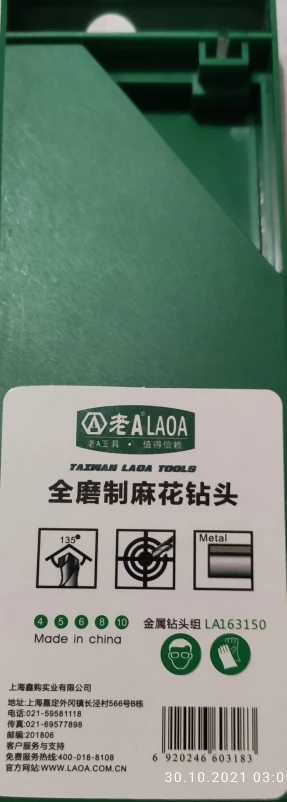 老A® LAOA
老A工具 · 值得信赖
TAIWAN LAOA TOOLS
全磨制麻花钻头
135°
Metal
4 5 6 8 10
金属钻头组 LA163150
Made in china
上海鑫购实业有限公司
地址:上海嘉定外冈镇长泾村566号B栋
电话:021-59581118
传真:021-69577898
邮编:201806
客户服务与支持
免费服务热线:400-018-8108
官方网站:WWW.LAOA.COM.CN
6 920246 603183
30.10.2021 03:09